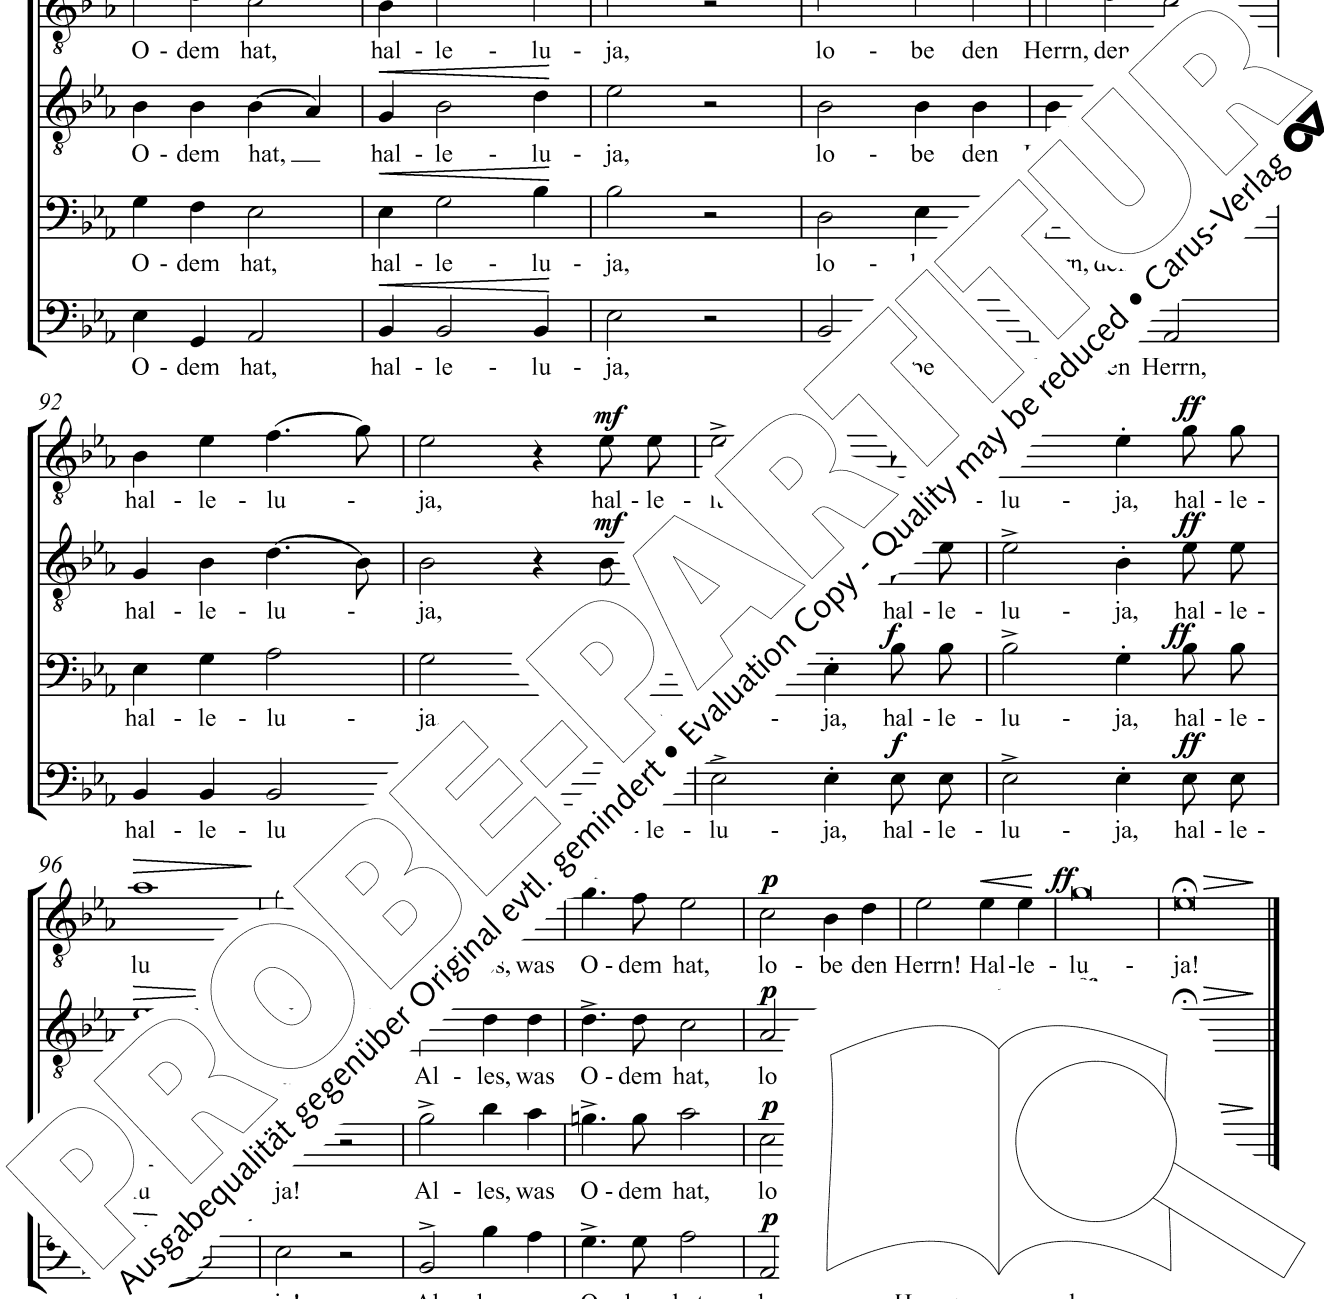 O - dem hat, hal - le - lu - ja, lo - be den Herrn, den
O - dem hat, hal - le - lu - ja, lo - be den
O - dem hat, hal - le - lu - ja, lo -
O - dem hat, hal - le - lu - ja, be Herrn,
92
mf ff
hal - le - lu - ja, hal - le - lu - ja, hal - le -
mf ff
hal - le - lu - ja, hal - le - lu - ja, hal - le -
f ff
hal - le - lu - ja - ja, hal - le - lu - ja, hal - le -
f ff
hal - le - lu - le - lu - ja, hal - le - lu - ja, hal - le -
96
p ff
lu was O - dem hat, lo - be den Herrn! Hal - le - lu - ja!
p
Al - les, was O - dem hat, lo
p
ja! Al - les, was O - dem hat, lo
p
PROBE-PARTITUR
Ausgabequalität gegenüber Original evtl. gemindert • Evaluation Copy - Quality may be reduced • Carus-Verlag